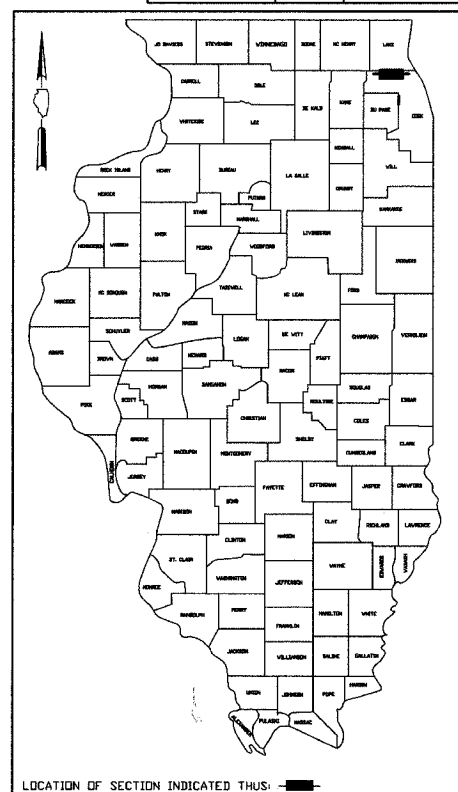 JO DAVIESS STEPHENSON WINNEBAGO BOONE MC HENRY LAKE
CARROLL OGLE DE KALB KANE DU PAGE COOK
WHITESIDE LEE KENDALL WILL
ROCK ISLAND HENRY BUREAU LA SALLE GRUNDY
MERCER PUTNAM KANKAKEE
STARK MARSHALL LIVINGSTON
HENDERSON WARREN KNOX PEORIA WOODFORD IROQUOIS
HANCOCK MC DONOUGH FULTON TAZEWELL MC LEAN FORD
MASON
SCHUYLER LOGAN DE WITT CHAMPAIGN VERMILION
ADAMS BROWN CASS MENARD PIATT
MACON DOUGLAS
PIKE SCOTT MORGAN SANGAMON MOULTRIE EDGAR
CHRISTIAN COLES
GREENE MACOUPIN MONTGOMERY SHELBY CUMBERLAND CLARK
CALHOUN JERSEY FAYETTE EFFINGHAM JASPER CRAWFORD
MADISON BOND CLAY RICHLAND LAWRENCE
CLINTON MARION
ST. CLAIR WAYNE EDWARDS WABASH
MONROE WASHINGTON JEFFERSON
RANDOLPH PERRY HAMILTON WHITE
FRANKLIN
JACKSON WILLIAMSON SALINE GALLATIN
UNION JOHNSON POPE HARDIN
ALEXANDER PULASKI MASSAC
LOCATION OF SECTION INDICATED THUS: